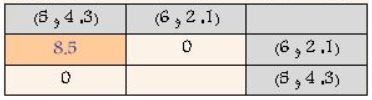 (1، 2 و 6) (3، 4 و 5)
(1، 2 و 6) 0 8.5
(3، 4 و 5) 0